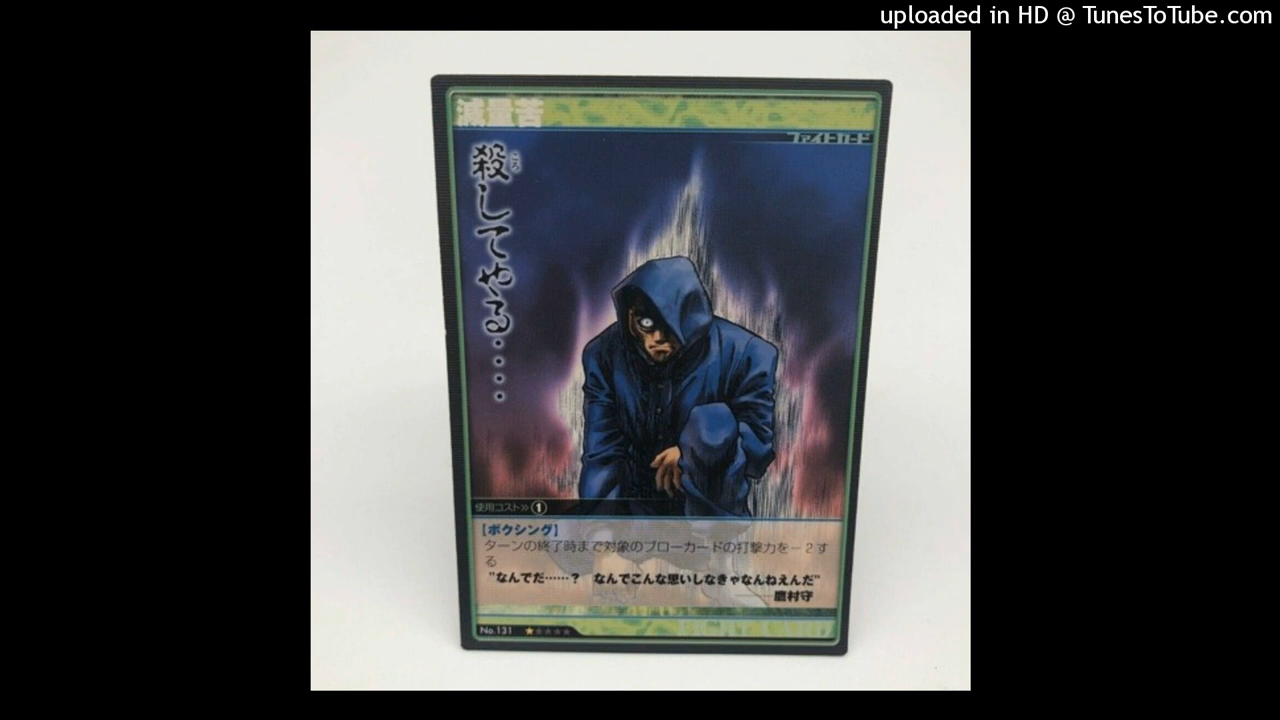 uploaded in HD @ TunesToTube.com
減量苦
ファイトカード
殺してやる・・・・
ころ
使用コスト≫①
【ボクシング】
ターンの終了時まで対象のブローカードの打撃力を－2す
る
"なんでだ……？　なんでこんな思いしなきゃなんねえんだ"
―――鷹村守
No.131 ★★★★★